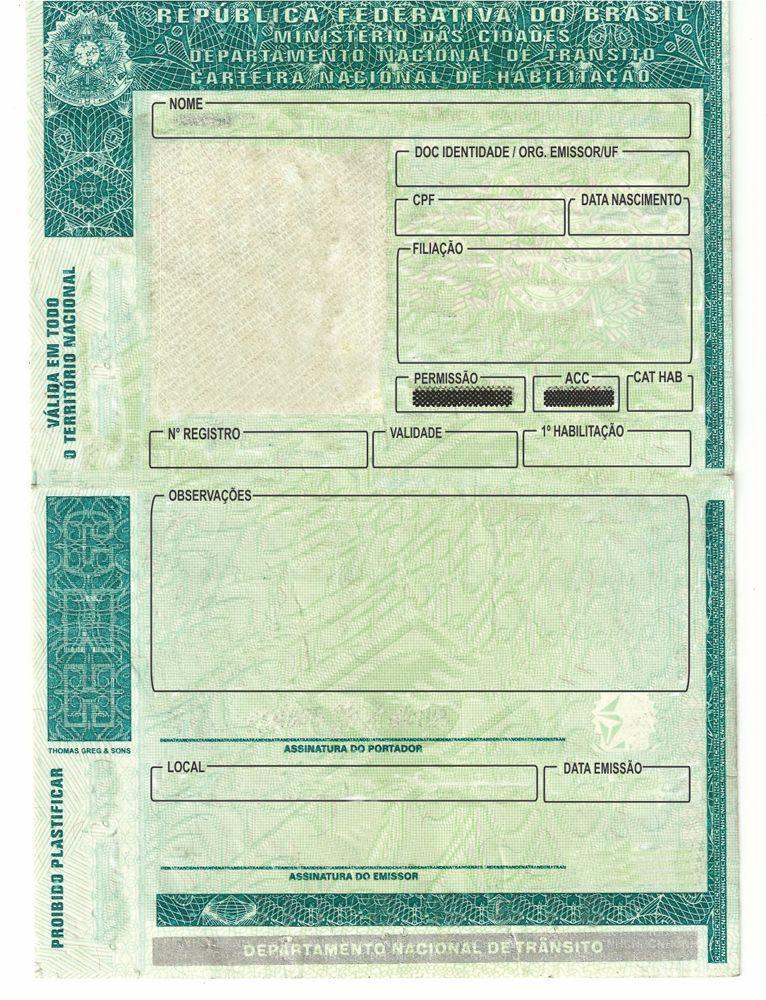 REPÚBLICA FEDERATIVA DO BRASIL
MINISTÉRIO DAS CIDADES
DEPARTAMENTO NACIONAL DE TRÂNSITO
CARTEIRA NACIONAL DE HABILITAÇÃO
NOME
DOC IDENTIDADE / ORG. EMISSOR/UF
CPF
DATA NASCIMENTO
FILIAÇÃO
PERMISSÃO
ACC
CAT HAB
Nº REGISTRO
VALIDADE
1º HABILITAÇÃO
VÁLIDA EM TODO
O TERRITÓRIO NACIONAL
OBSERVAÇÕES
THOMAS GREG & SONS
ASSINATURA DO PORTADOR
LOCAL
DATA EMISSÃO
PROIBIDO PLASTIFICAR
ASSINATURA DO EMISSOR
DEPARTAMENTO NACIONAL DE TRÂNSITO